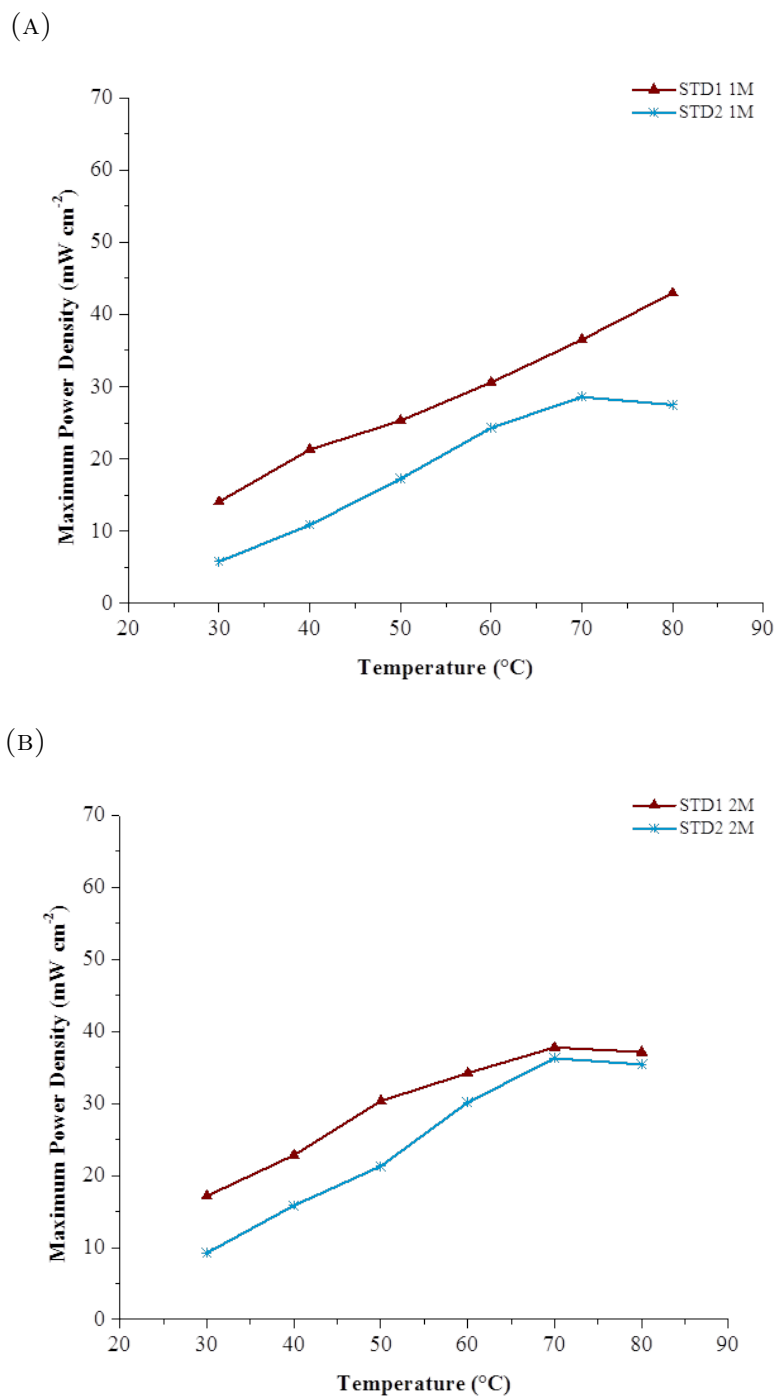 (A)
STD1 1M
STD2 1M
70
60
50
40
30
20
10
0
Maximum Power Density (mW cm-2)
20 30 40 50 60 70 80 90
Temperature (°C)
(B)
STD1 2M
STD2 2M
70
60
50
40
30
20
10
0
Maximum Power Density (mW cm-2)
20 30 40 50 60 70 80 90
Temperature (°C)